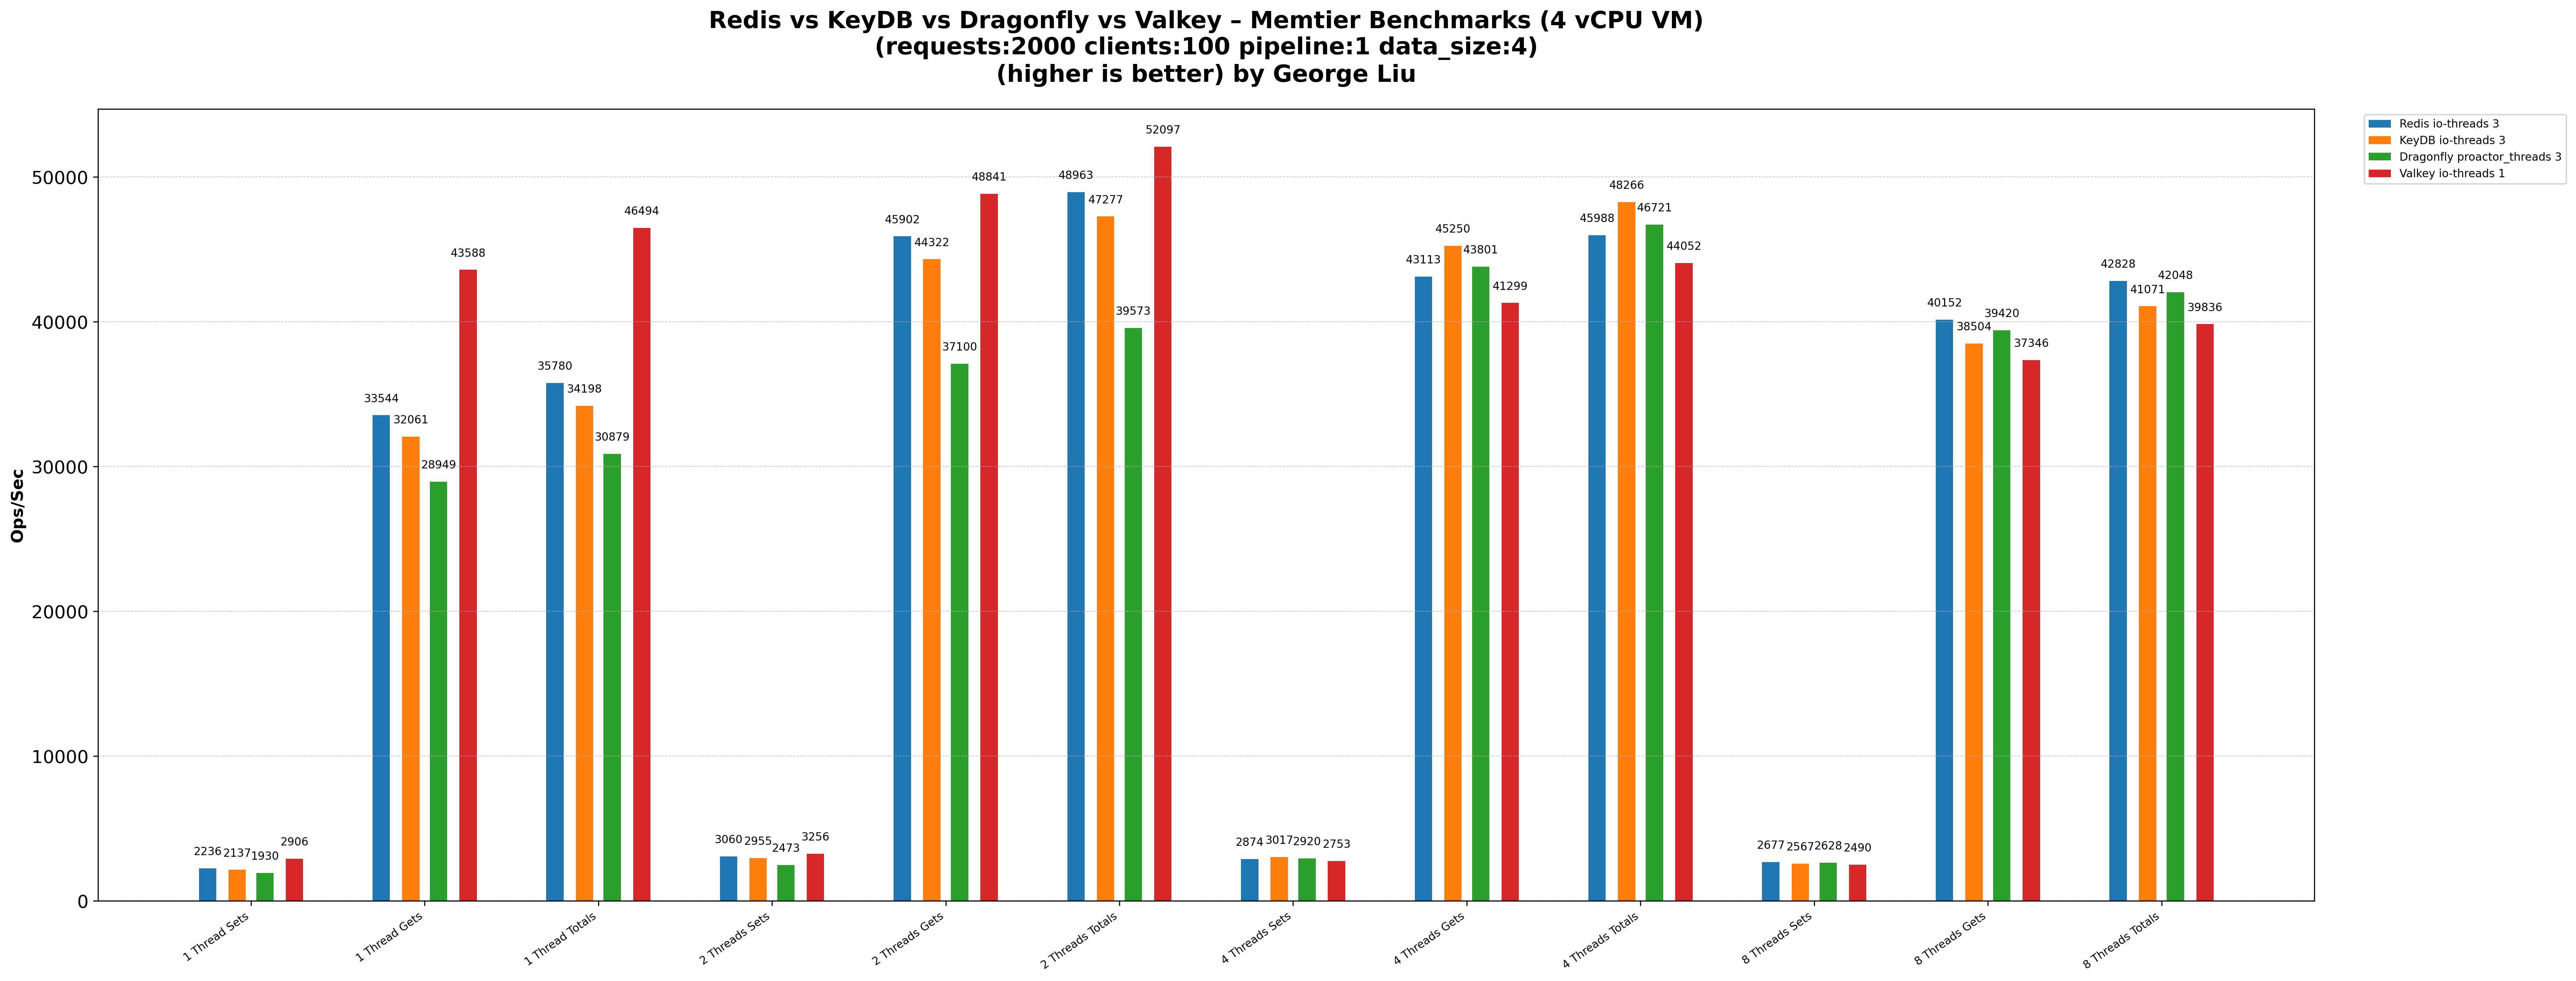 Redis vs KeyDB vs Dragonfly vs Valkey – Memtier Benchmarks (4 vCPU VM)
(requests:2000 clients:100 pipeline:1 data_size:4)
(higher is better) by George Liu
Redis io-threads 3
KeyDB io-threads 3
Dragonfly proactor_threads 3
Valkey io-threads 1
Ops/Sec
50000
40000
30000
20000
10000
0
2236 2137 1930 2906
33544 32061 28949 43588
35780 34198 30879 46494
3060 2955 2473 3256
45902 44322 37100 48841
48963 47277 39573 52097
2874 3017 2920 2753
43113 45250 43801 41299
45988 48266 46721 44052
2677 2567 2628 2490
40152 38504 39420 37346
42828 41071 42048 39836
1 Thread Sets
1 Thread Gets
1 Thread Totals
2 Threads Sets
2 Threads Gets
2 Threads Totals
4 Threads Sets
4 Threads Gets
4 Threads Totals
8 Threads Sets
8 Threads Gets
8 Threads Totals